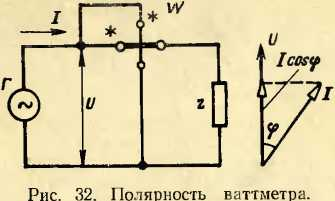 I
*
*
W
Г
U
z
U
I cosφ
I
φ
Рис. 32. Полярность ваттметра.